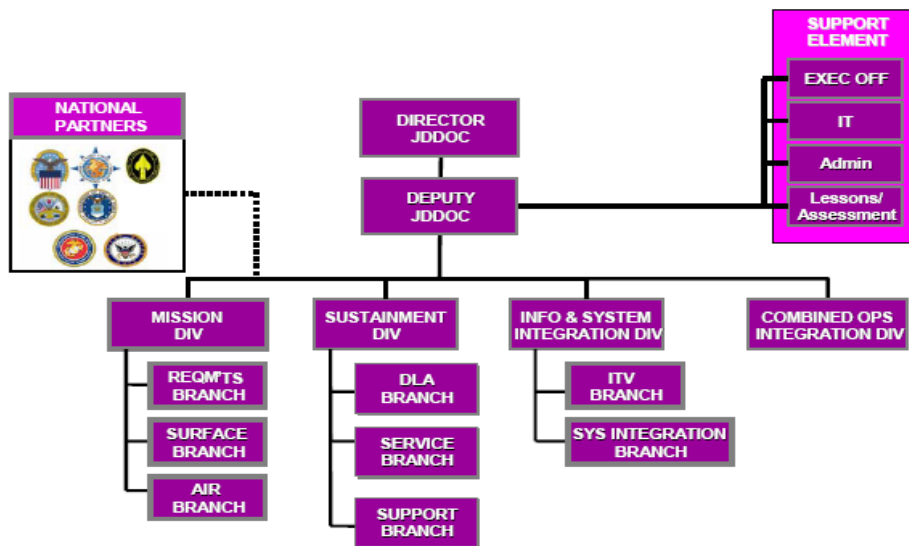 SUPPORT
ELEMENT
EXEC OFF
IT
Admin
Lessons/
Assessment
NATIONAL
PARTNERS
DIRECTOR
JDDOC
DEPUTY
JDDOC
MISSION
DIV
REQM'TS
BRANCH
SURFACE
BRANCH
AIR
BRANCH
SUSTAINMENT
DIV
DLA
BRANCH
SERVICE
BRANCH
SUPPORT
BRANCH
INFO & SYSTEM
INTEGRATION DIV
ITV
BRANCH
SYS INTEGRATION
BRANCH
COMBINED OPS
INTEGRATION DIV